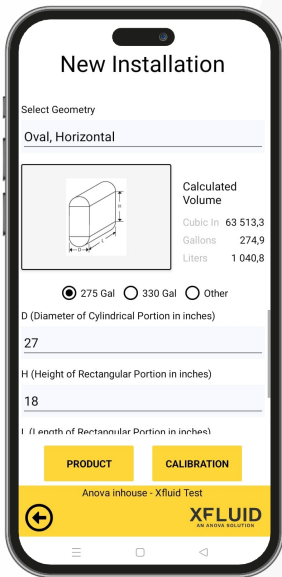 New Installation
Select Geometry
Oval, Horizontal
H
L
D
Calculated
Volume
Cubic In 63 513,3
Gallons 274,9
Liters 1 040,8
275 Gal 330 Gal Other
D (Diameter of Cylindrical Portion in inches)
27
H (Height of Rectangular Portion in inches)
18
L (Length of Rectangular Portion in inches)
PRODUCT CALIBRATION
Anova inhouse - Xfluid Test
XFLUID
AN ANOVA SOLUTION